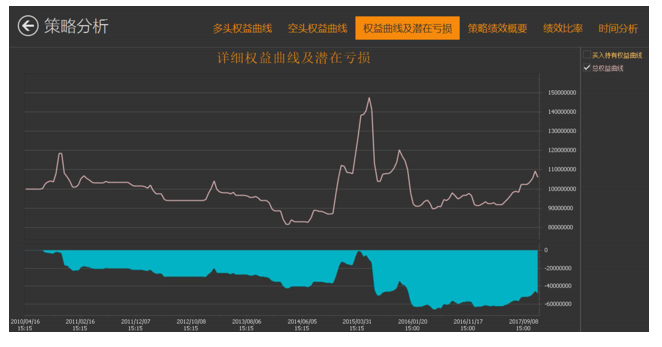 策略分析
多头权益曲线 空头权益曲线 权益曲线及潜在亏损 策略绩效概要 绩效比率 时间分析
详细权益曲线及潜在亏损
买入持有权益曲线
总权益曲线
150000000
140000000
130000000
120000000
110000000
100000000
90000000
80000000
0
-20000000
-40000000
-60000000
2010/04/16 2011/02/16 2011/12/07 2012/10/08 2013/08/06 2014/06/05 2015/03/31 2016/01/20 2016/11/17 2017/09/08
15:15 15:15 15:15 15:15 15:15 15:15 15:15 15:00 15:00 15:00